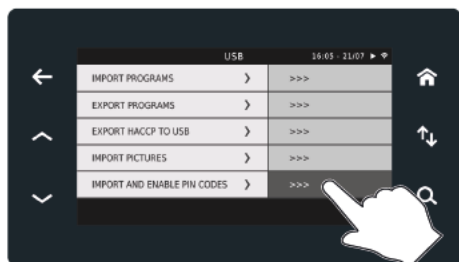 USB 16:05 - 21/07
IMPORT PROGRAMS > >>>
EXPORT PROGRAMS > >>>
EXPORT HACCP TO USB > >>>
IMPORT PICTURES > >>>
IMPORT AND ENABLE PIN CODES > >>>